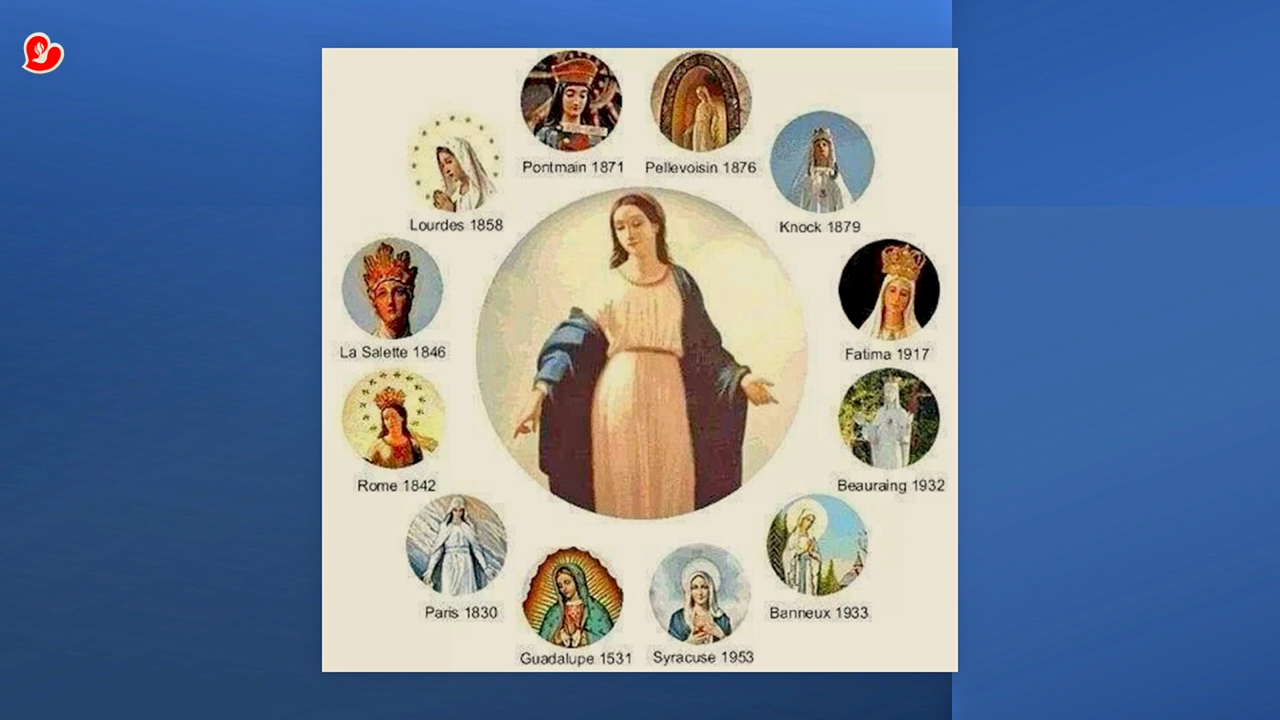 Pontmain 1871
Pellevoisin 1876
Lourdes 1858
Knock 1879
La Salette 1846
Fatima 1917
Rome 1842
Beauraing 1932
Paris 1830
Banneux 1933
Guadalupe 1531
Syracuse 1953